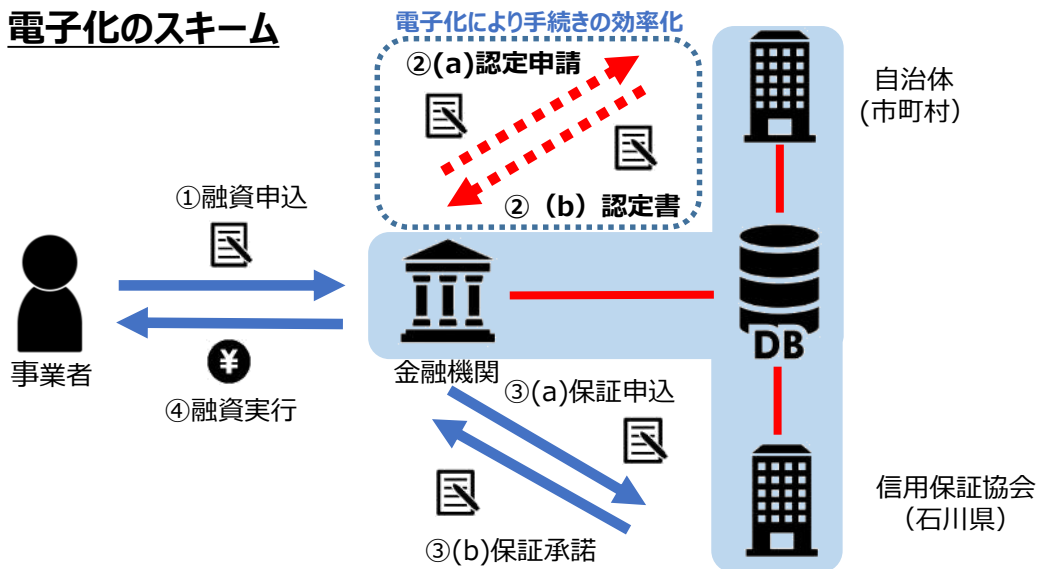 電子化のスキーム
電子化により手続きの効率化
②(a)認定申請
②（b）認定書
自治体
(市町村）
①融資申込
事業者
¥
④融資実行
金融機関
DB
③(a)保証申込
③(b)保証承諾
信用保証協会
（石川県）